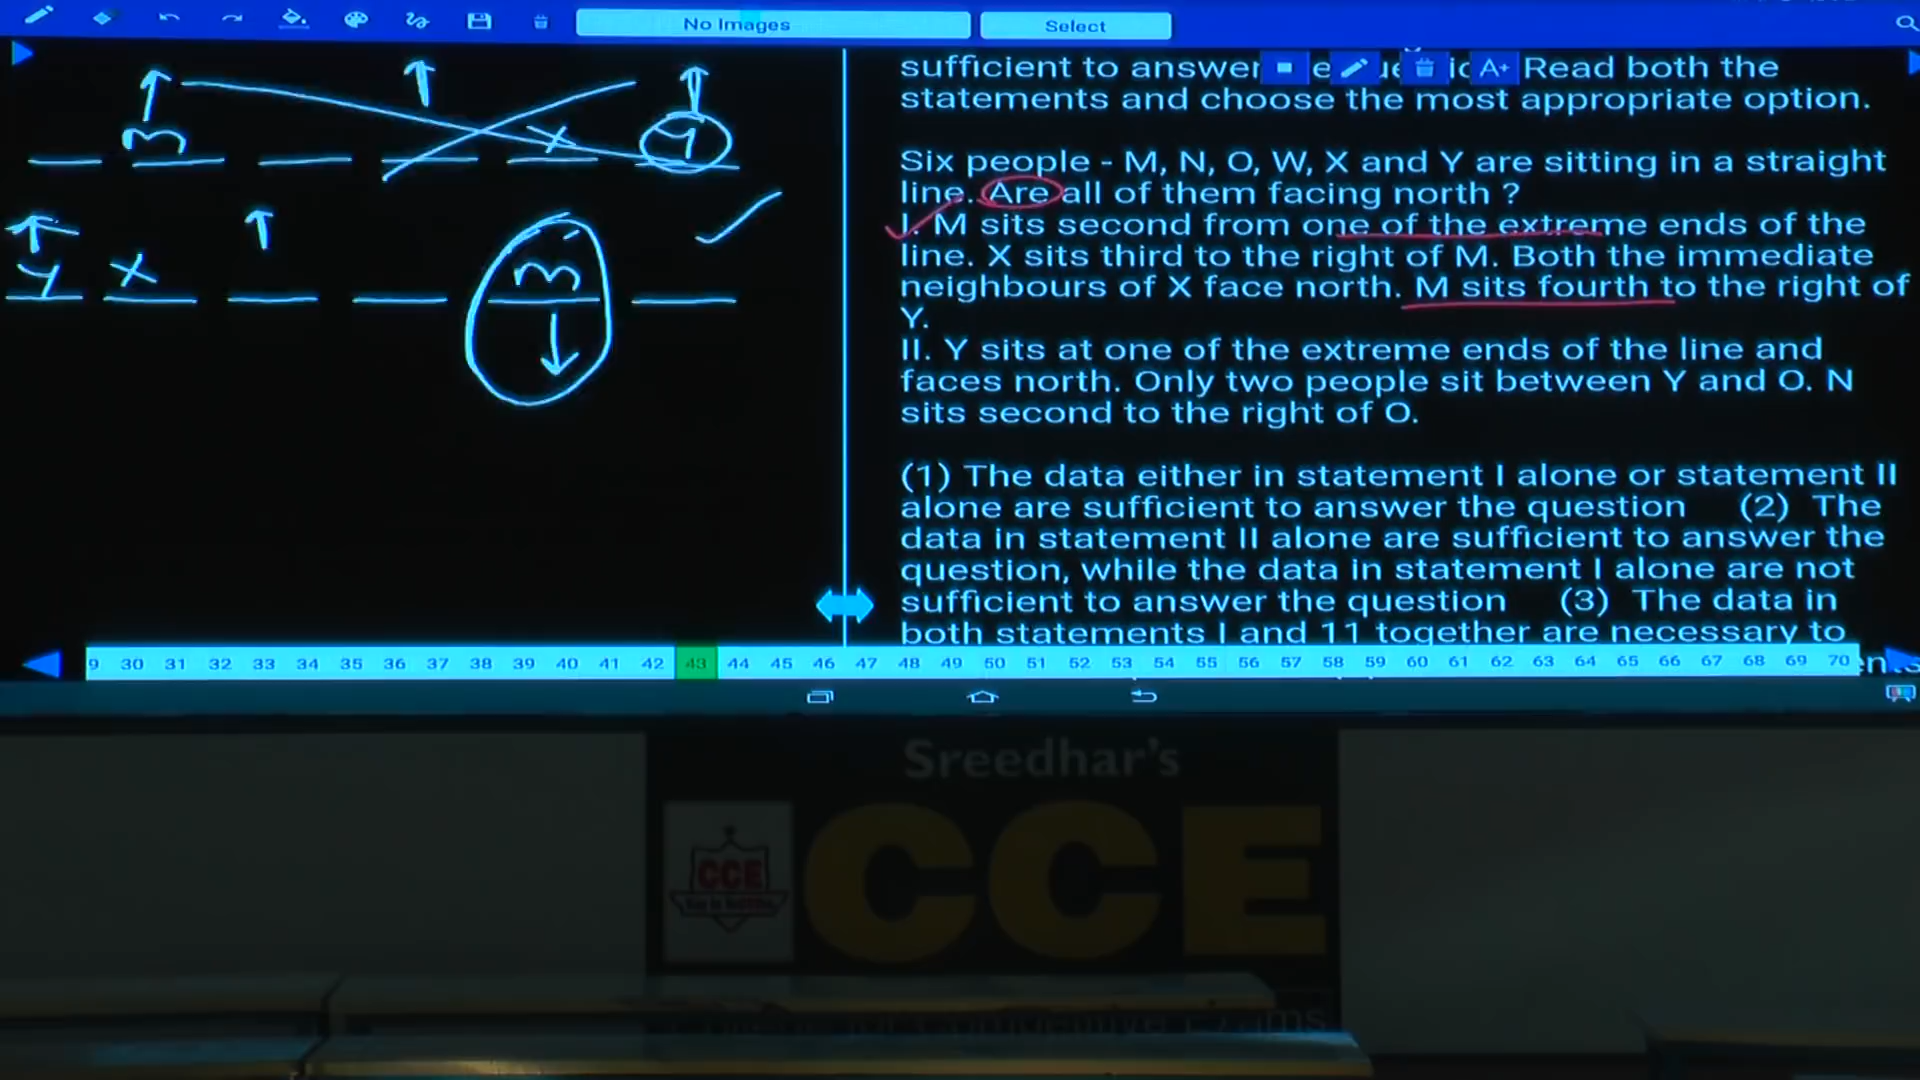 No Images
Select
A+
sufficient to answer Read both the
statements and choose the most appropriate option.
Six people - M, N, O, W, X and Y are sitting in a straight
line. Are all of them facing north ?
I. M sits second from one of the extreme ends of the
line. X sits third to the right of M. Both the immediate
neighbours of X face north. M sits fourth to the right of
Y.
II. Y sits at one of the extreme ends of the line and
faces north. Only two people sit between Y and O. N
sits second to the right of O.
(1) The data either in statement I alone or statement II
alone are sufficient to answer the question (2) The
data in statement II alone are sufficient to answer the
question, while the data in statement I alone are not
sufficient to answer the question (3) The data in
both statements I and 11 together are necessary to
m x y
y x m
9 30 31 32 33 34 35 36 37 38 39 40 41 42 43 44 45 46 47 48 49 50 51 52 53 54 55 56 57 58 59 60 61 62 63 64 65 66 67 68 69 70
Sreedhar's
CCE
CCE